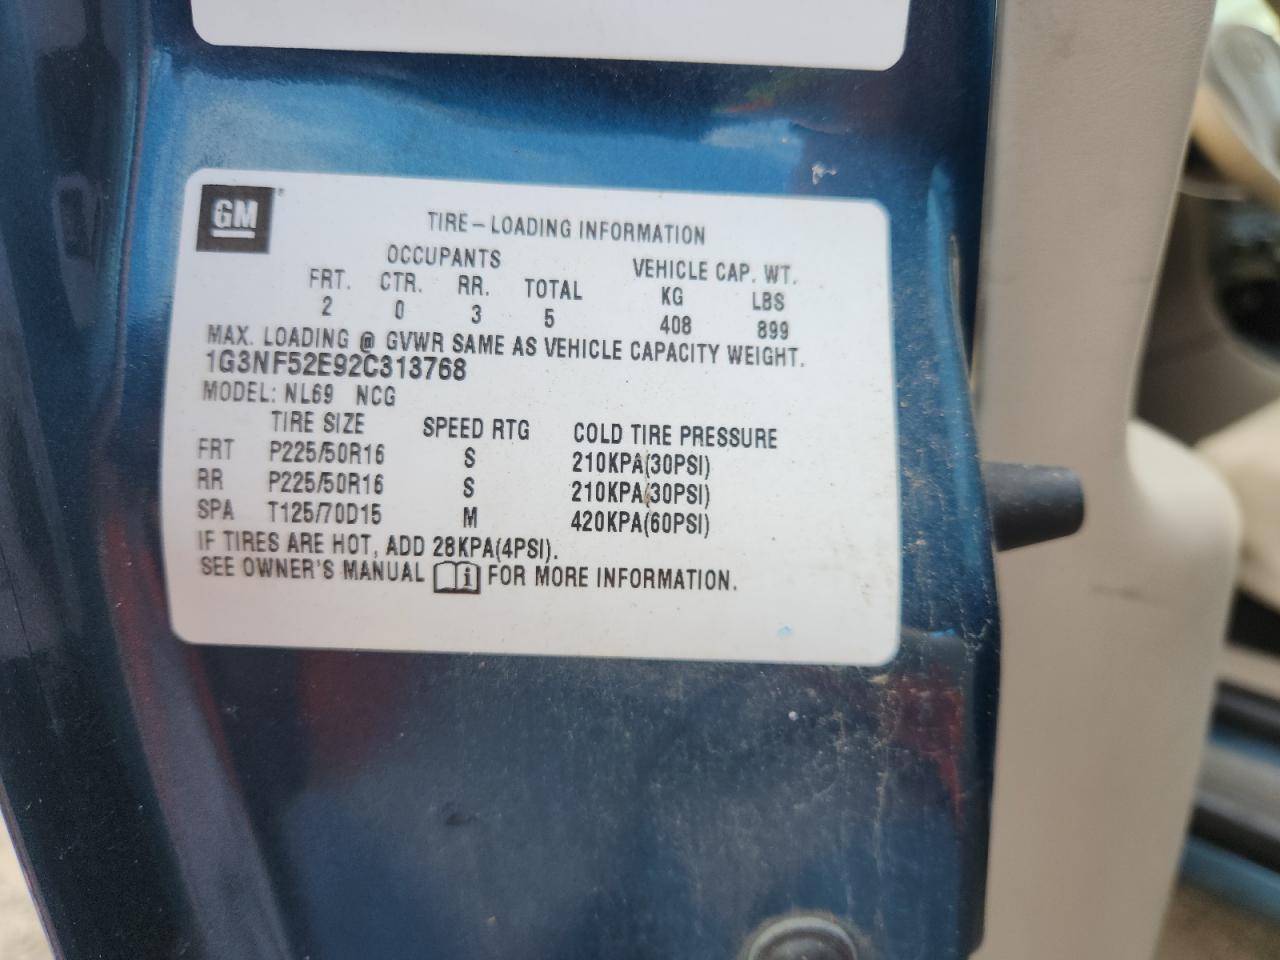 GM
TIRE-LOADING INFORMATION
OCCUPANTS VEHICLE CAP. WT.
FRT. CTR. RR. TOTAL KG LBS
2 0 3 5 408 899
MAX. LOADING @ GVWR SAME AS VEHICLE CAPACITY WEIGHT.
1G3NF52E92C313768
MODEL: NL69 NCG
TIRE SIZE SPEED RTG COLD TIRE PRESSURE
FRT P225/50R16 S 210KPA(30PSI)
RR P225/50R16 S 210KPA(30PSI)
SPA T125/70D15 M 420KPA(60PSI)
IF TIRES ARE HOT, ADD 28KPA(4PSI).
SEE OWNER'S MANUAL i FOR MORE INFORMATION.